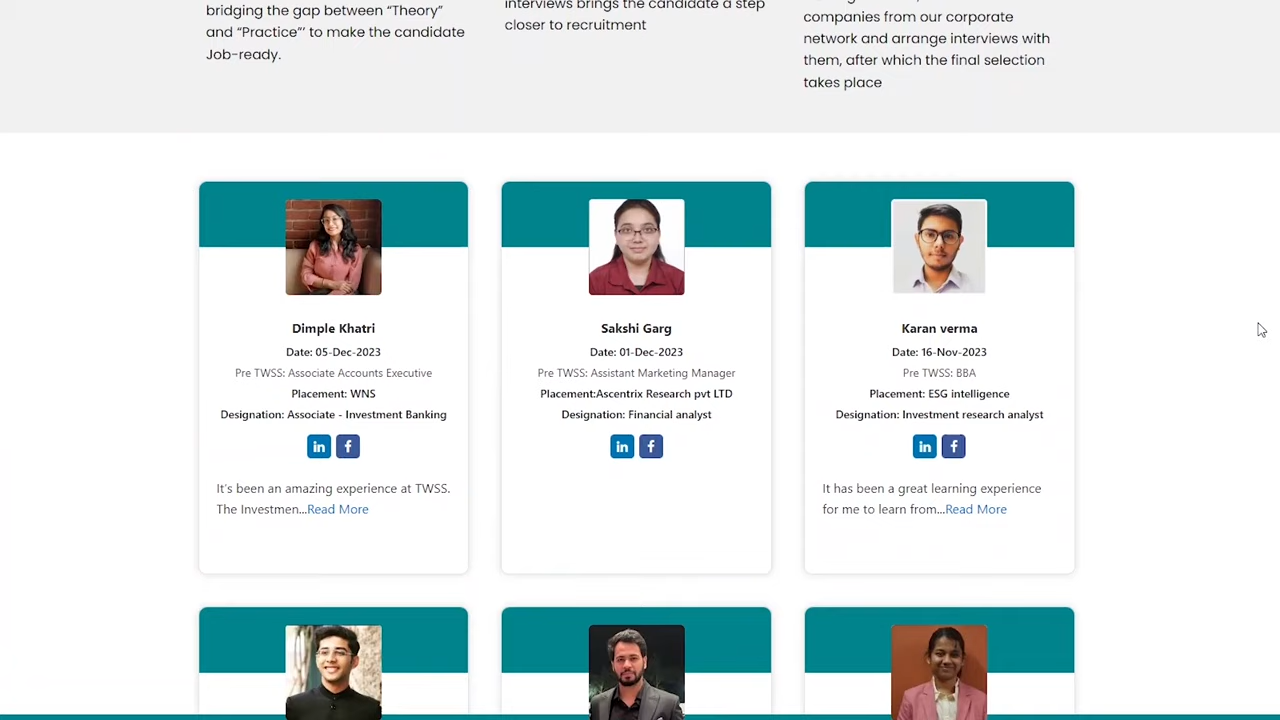 bridging the gap between “Theory”
and “Practice”’ to make the candidate
Job-ready.
interviews brings the candidate a step
closer to recruitment
companies from our corporate
network and arrange interviews with
them, after which the final selection
takes place
Dimple Khatri
Date: 05-Dec-2023
Pre TWSS: Associate Accounts Executive
Placement: WNS
Designation: Associate - Investment Banking
in f
It’s been an amazing experience at TWSS.
The Investmen...Read More
Sakshi Garg
Date: 01-Dec-2023
Pre TWSS: Assistant Marketing Manager
Placement:Ascentrix Research pvt LTD
Designation: Financial analyst
in f
Karan verma
Date: 16-Nov-2023
Pre TWSS: BBA
Placement: ESG intelligence
Designation: Investment research analyst
in f
It has been a great learning experience
for me to learn from...Read More